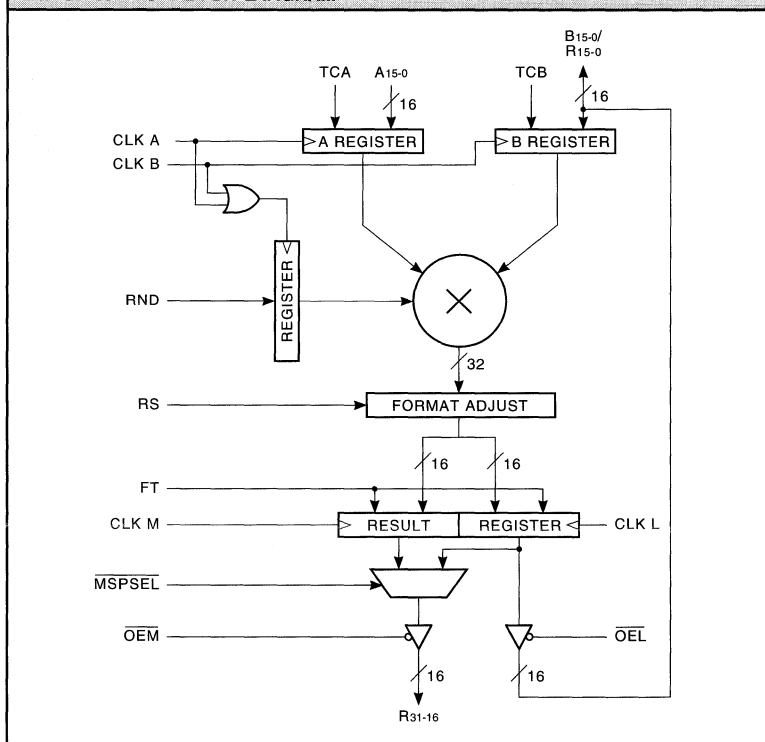 B15-0/
R15-0
TCA A15-0 TCB
16 16
CLK A A REGISTER B REGISTER
CLK B
REGISTER
RND
32
RS FORMAT ADJUST
16 16
FT
CLK M RESULT REGISTER CLK L
MSPSEL
OEM OEL
16 16
R31-16